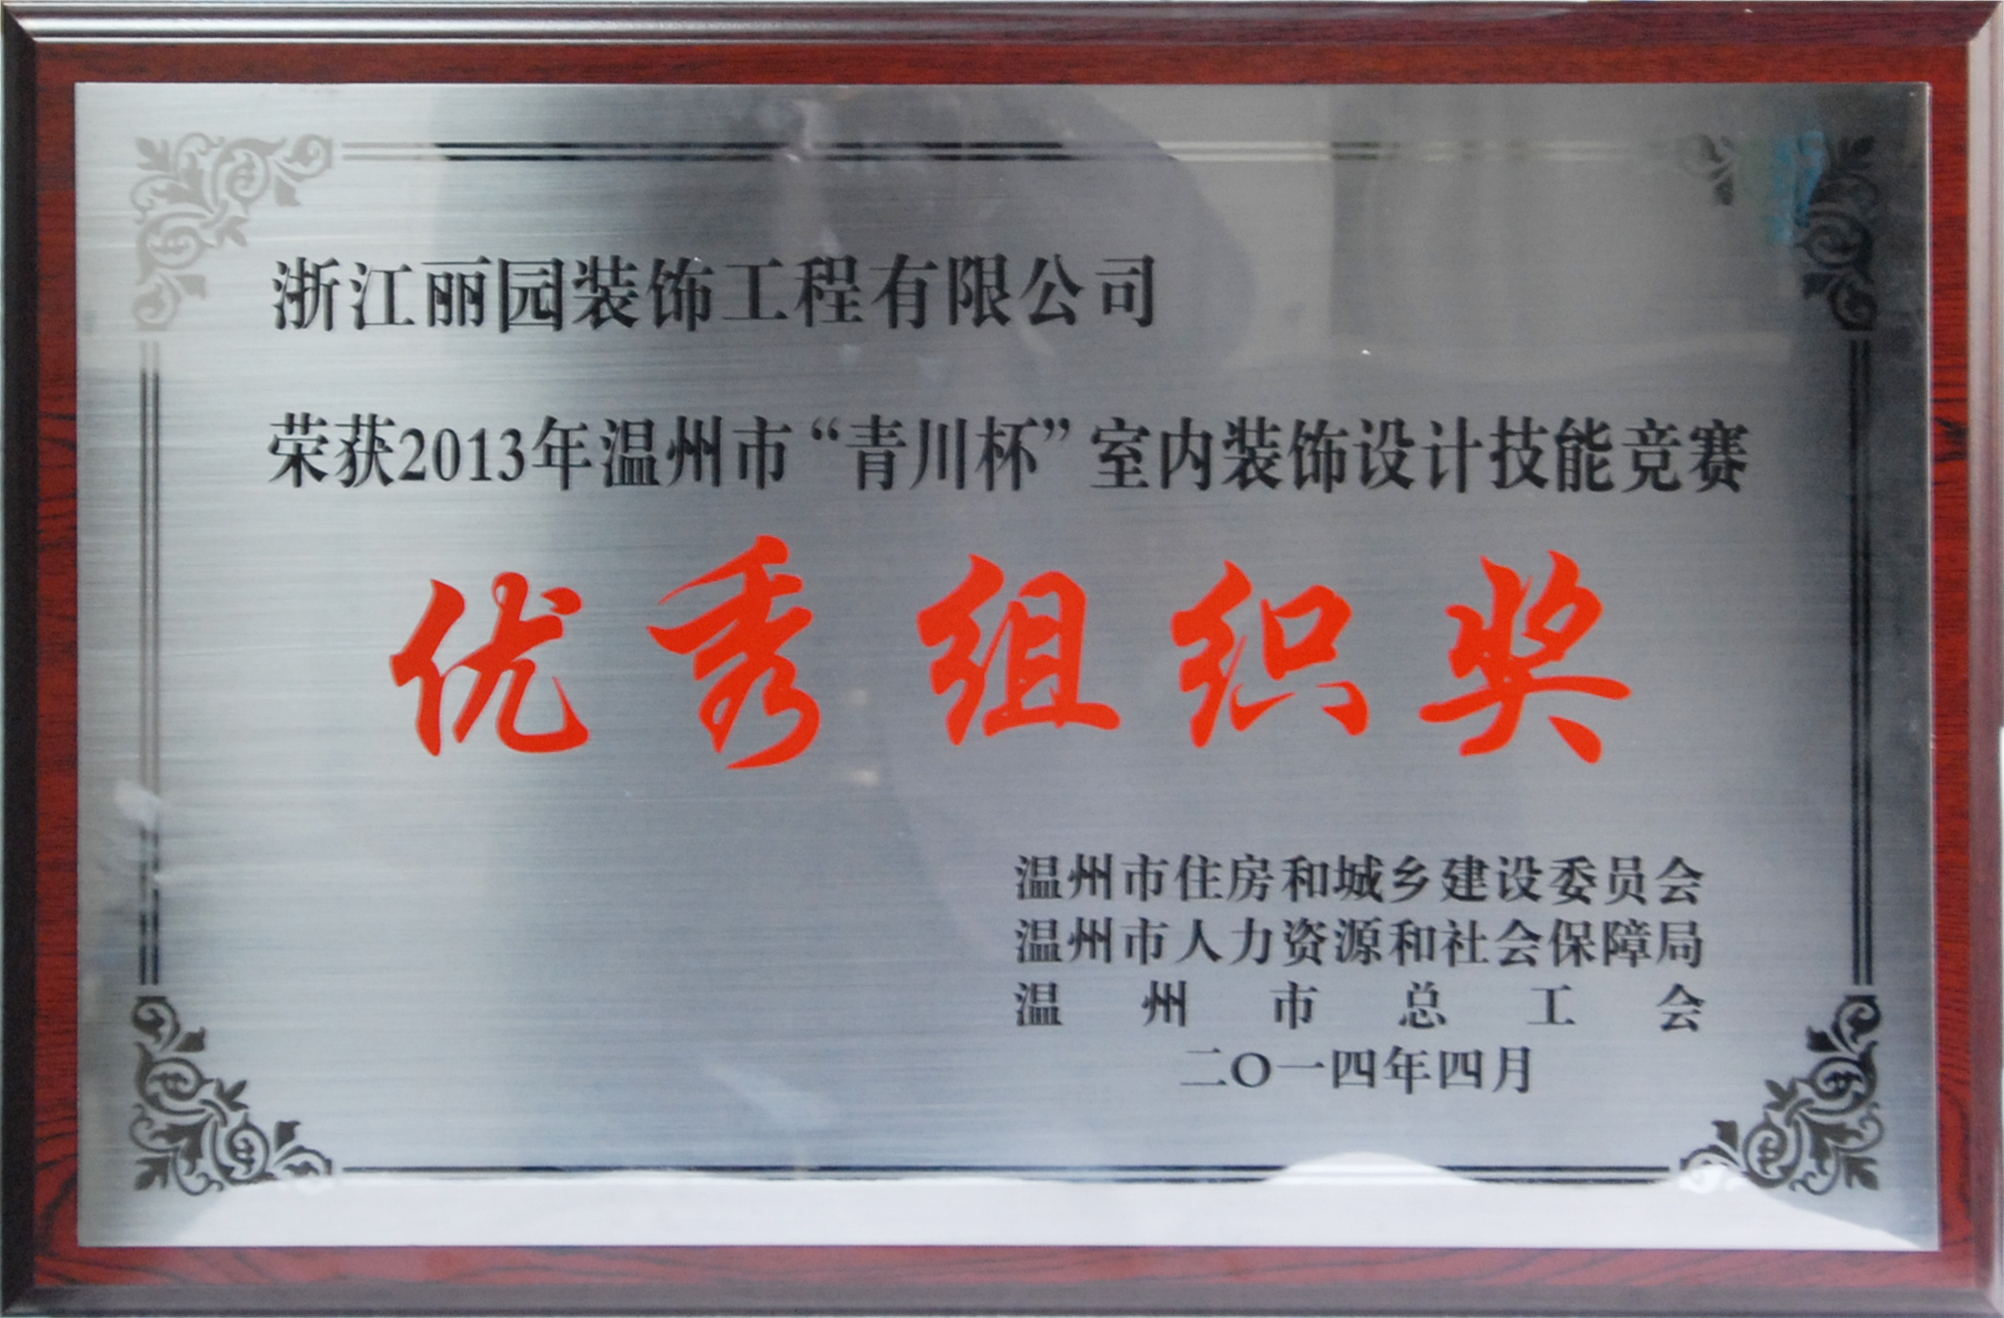 浙江丽园装饰工程有限公司
荣获2013年温州市“青川杯”室内装饰设计技能竞赛
优秀组织奖
温州市住房和城乡建设委员会
温州市人力资源和社会保障局
温州市总工会
二〇一四年四月